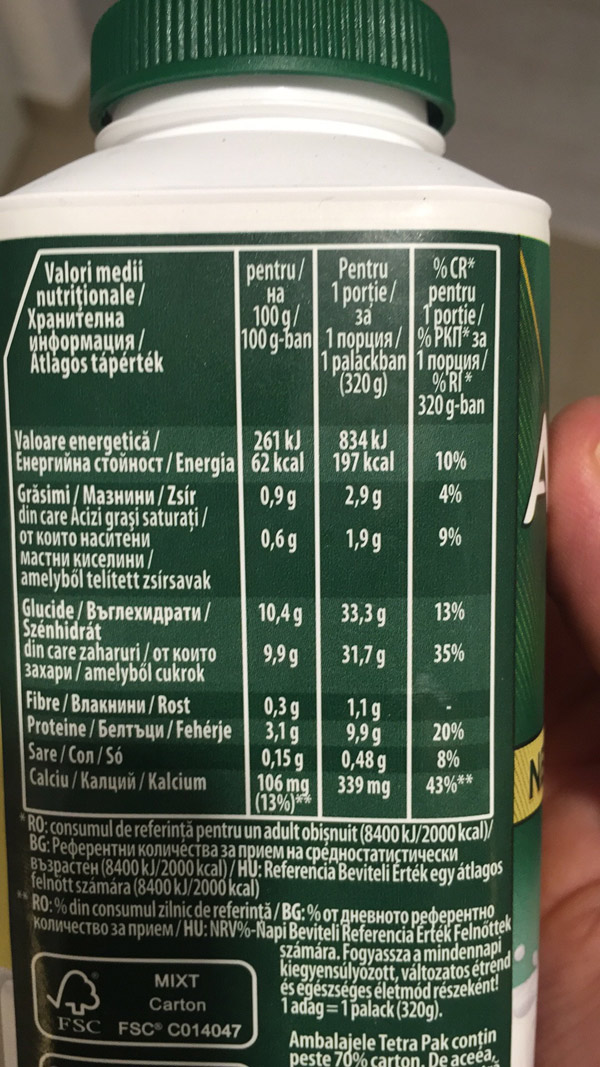 Valori medii
nutriționale /
Хранителна
информация /
Átlagos tápérték
pentru /
на
100 g /
100 g-ban
Pentru
1 porție /
за
1 порция /
1 palackban
(320 g)
% CR*
pentru
1 porție /
% РКП* за
1 порция /
% RI *
320 g-ban
Valoare energetică /
Енергийна стойност / Energia
261 kJ
62 kcal
834 kJ
197 kcal
10%
Grăsimi / Мазнини / Zsír
0,9 g
2,9 g
4%
din care Acizi grași saturați /
от които наситени
мастни киселини /
amelyből telített zsírsavak
0,6 g
1,9 g
9%
Glucide / Въглехидрати /
Szénhidrát
10,4 g
33,3 g
13%
din care zaharuri / от които
захари / amelyből cukrok
9,9 g
31,7 g
35%
Fibre / Влакнини / Rost
0,3 g
1,1 g
-
Proteine / Белтъци / Fehérje
3,1 g
9,9 g
20%
Sare / Сол / Só
0,15 g
0,48 g
8%
Calciu / Калций / Kalcium
106 mg
(13%)**
339 mg
43%**
* RO: consumul de referință pentru un adult obișnuit (8400 kJ/2000 kcal)/
BG: Референтни количества за прием на средностатистически
възрастен (8400 kJ/2000 kcal) / HU: Referencia Beviteli Érték egy átlagos
felnőtt számára (8400 kJ/2000 kcal)
** RO: % din consumul zilnic de referință / BG: % от дневното референтно
количество за прием / HU: NRV%-Napi Beviteli Referencia Érték Felnőttek
számára. Fogyassza a mindennapi
kiegyensúlyozott, változatos étrend
és egészséges életmód részeként!
1 adag = 1 palack (320g).
MIXT
Carton
FSC
FSC® C014047
Ambalajele Tetra Pak conțin
peste 70% carton. De aceea,
A